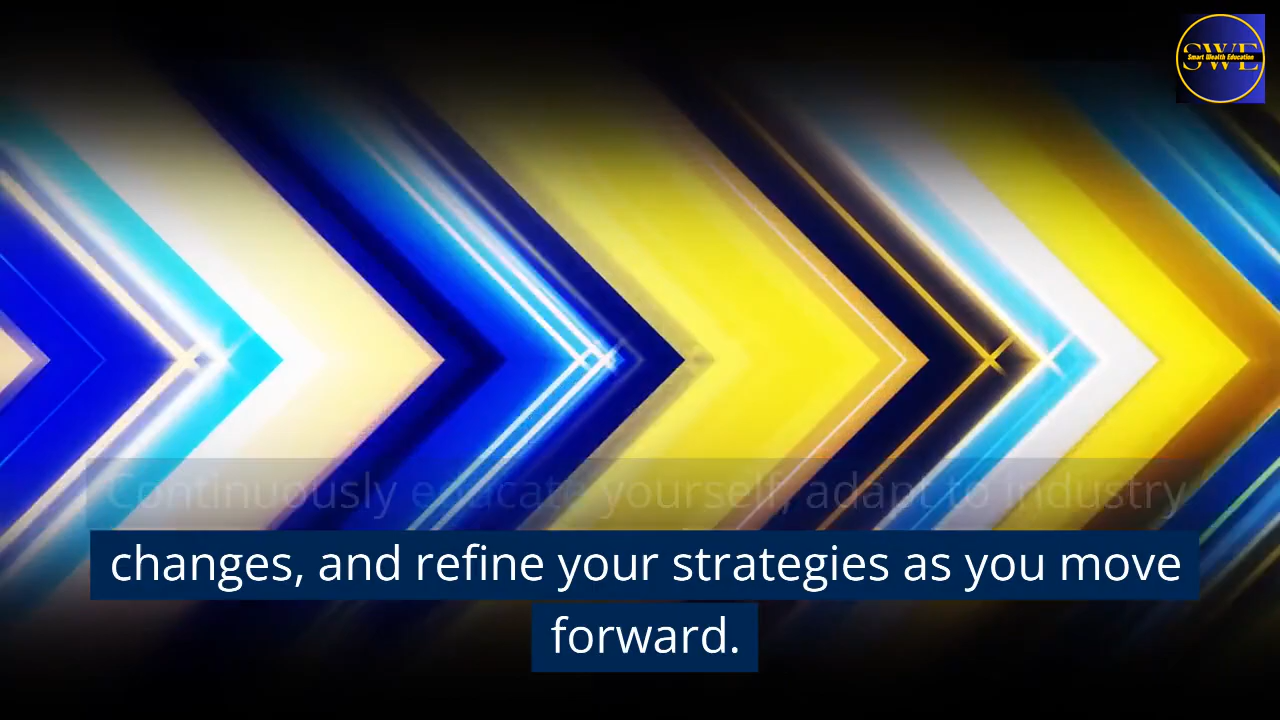 SWE
Smart Wealth Education
Continuously educate yourself, adapt to industry
changes, and refine your strategies as you move
forward.